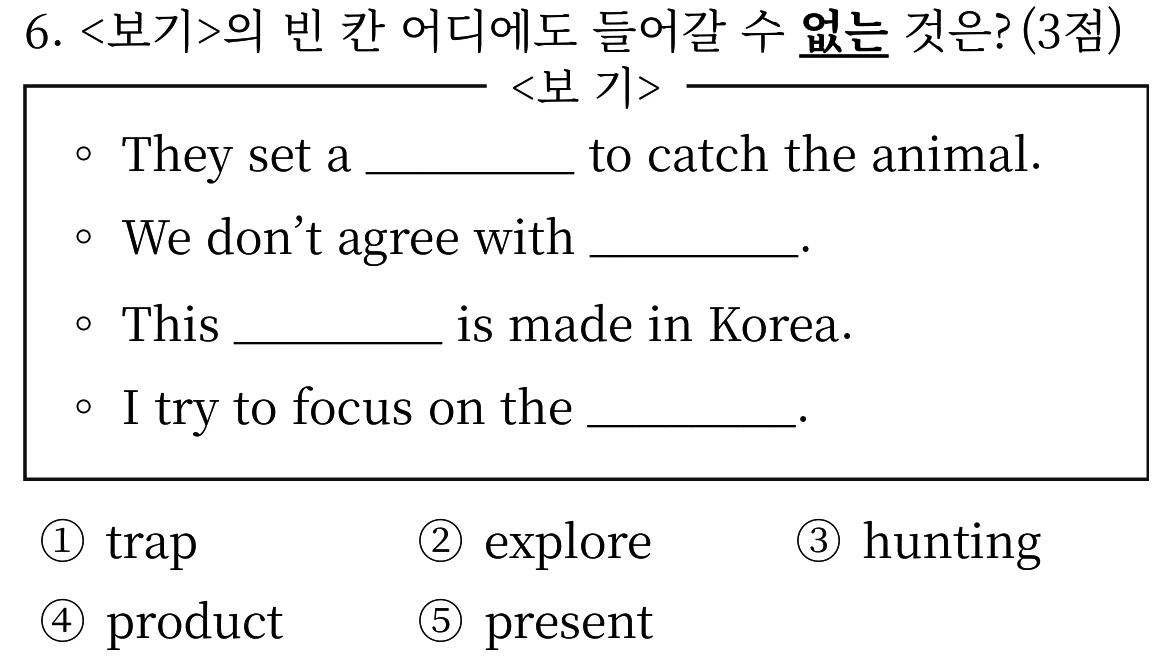 6. <보기>의 빈 칸 어디에도 들어갈 수 없는 것은? (3점)
<보 기>
◦ They set a ________ to catch the animal.
◦ We don’t agree with ________.
◦ This ________ is made in Korea.
◦ I try to focus on the ________.
① trap ② explore ③ hunting
④ product ⑤ present